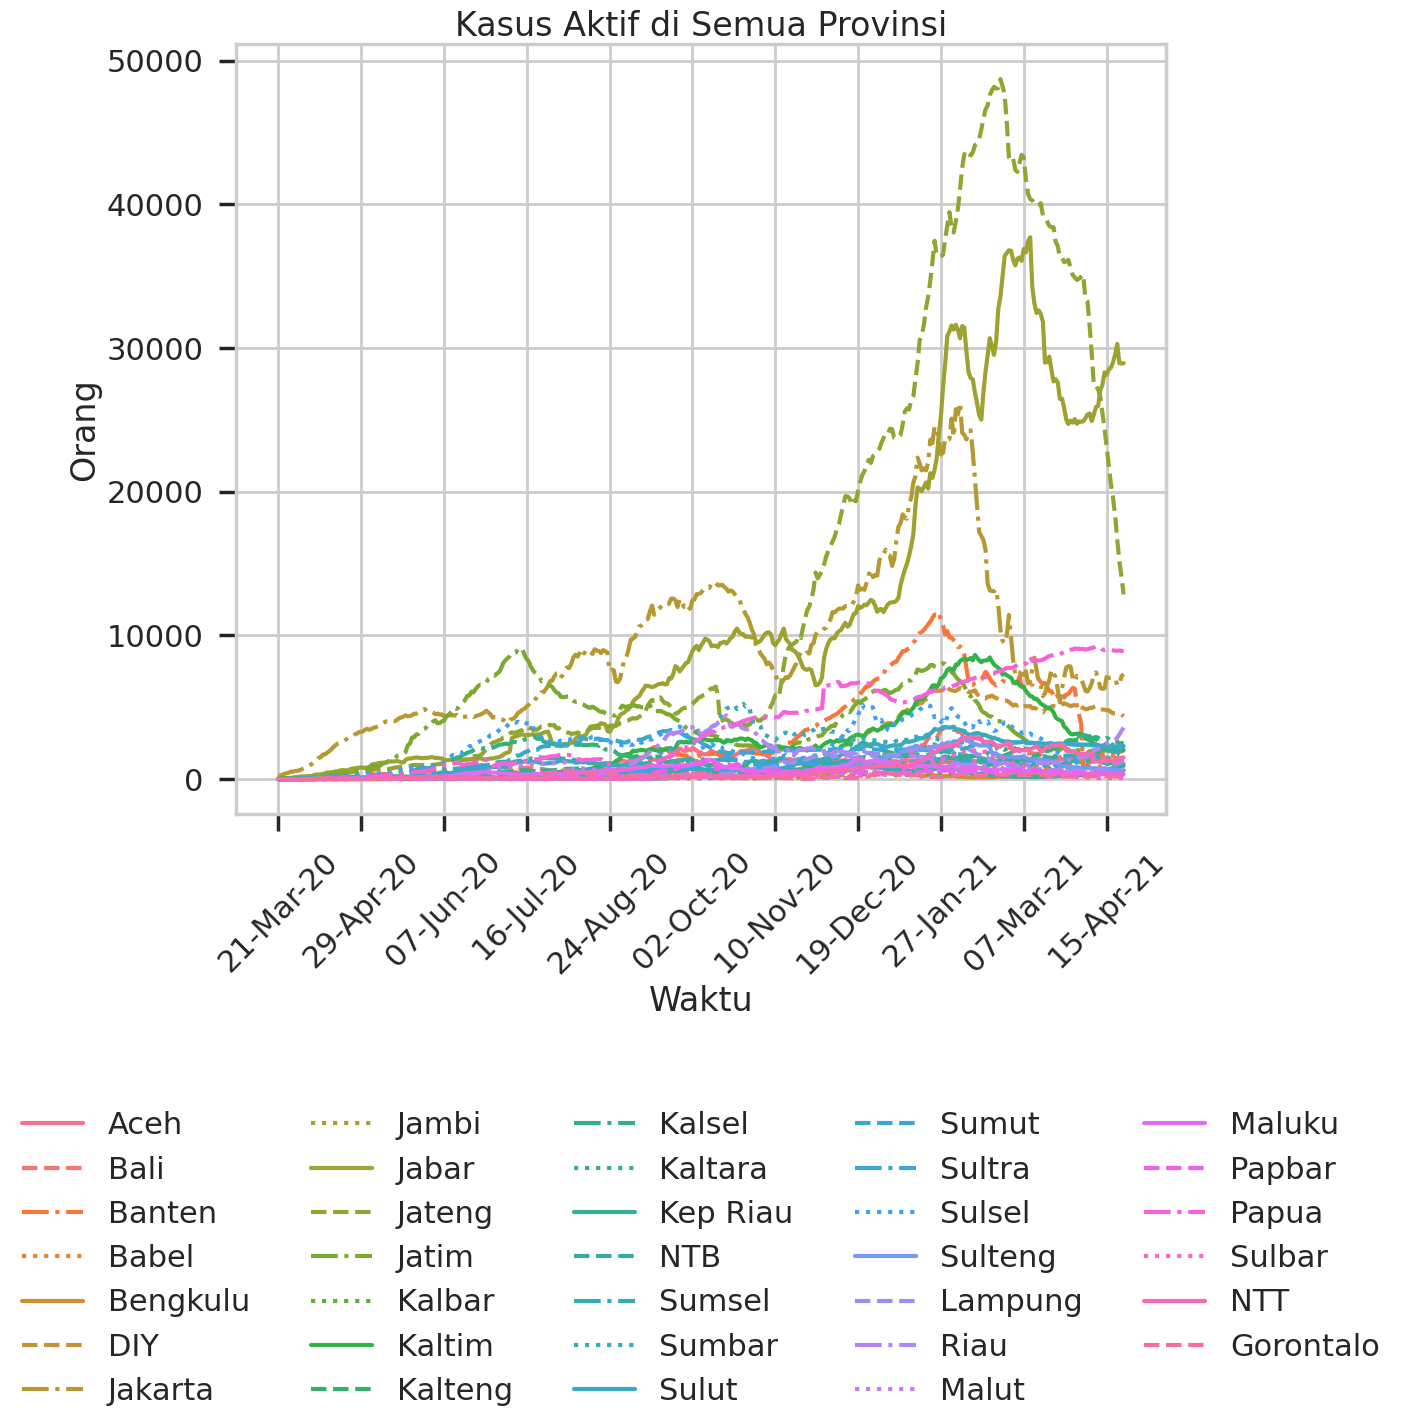 Kasus Aktif di Semua Provinsi
50000
40000
30000
20000
10000
0
Orang
21-Mar-20
29-Apr-20
07-Jun-20
16-Jul-20
24-Aug-20
02-Oct-20
10-Nov-20
19-Dec-20
27-Jan-21
07-Mar-21
15-Apr-21
Waktu
Aceh
Bali
Banten
Babel
Bengkulu
DIY
Jakarta
Jambi
Jabar
Jateng
Jatim
Kalbar
Kaltim
Kalteng
Kalsel
Kaltara
Kep Riau
NTB
Sumsel
Sumbar
Sulut
Sumut
Sultra
Sulsel
Sulteng
Lampung
Riau
Malut
Maluku
Papbar
Papua
Sulbar
NTT
Gorontalo